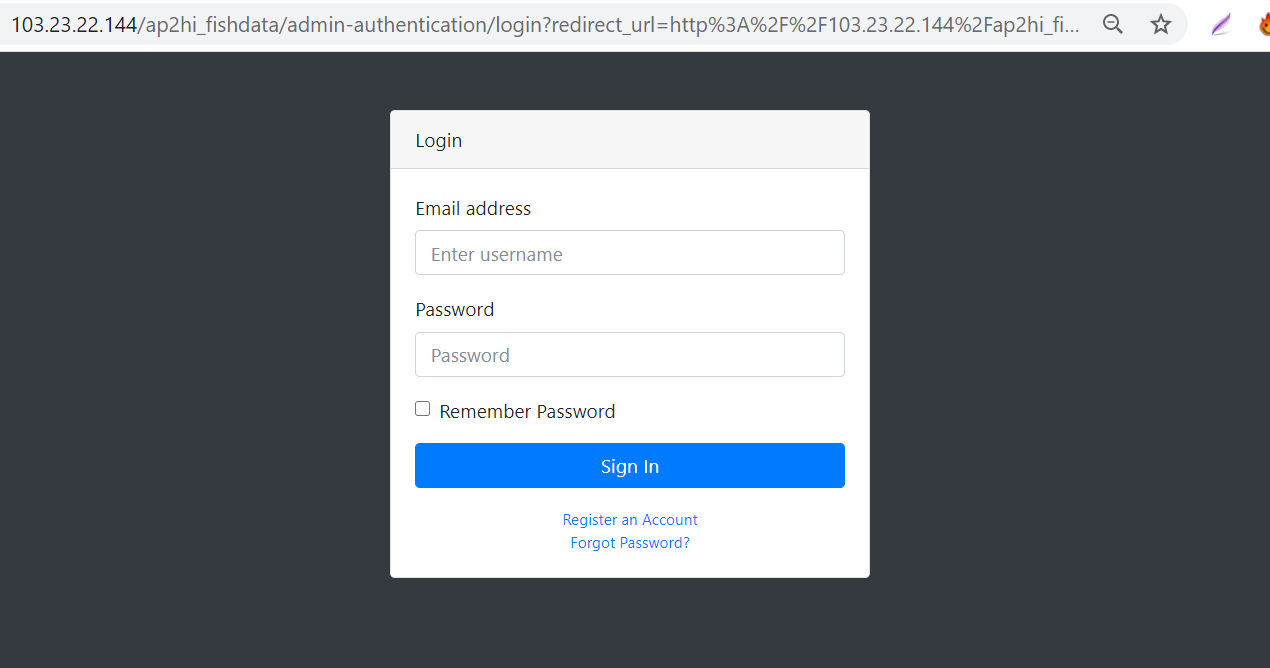 103.23.22.144/ap2hi_fishdata/admin-authentication/login?redirect_url=http%3A%2F%2F103.23.22.144%2Fap2hi_fi...
Login
Email address
Enter username
Password
Password
Remember Password
Sign In
Register an Account
Forgot Password?